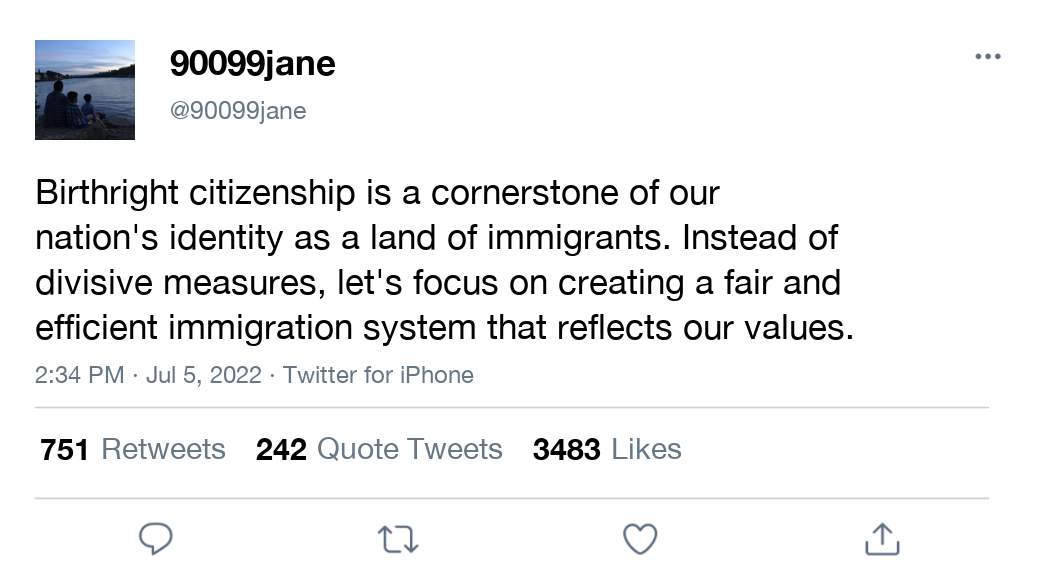 90099jane
@90099jane
Birthright citizenship is a cornerstone of our
nation's identity as a land of immigrants. Instead of
divisive measures, let's focus on creating a fair and
efficient immigration system that reflects our values.
2:34 PM · Jul 5, 2022 · Twitter for iPhone
751 Retweets 242 Quote Tweets 3483 Likes